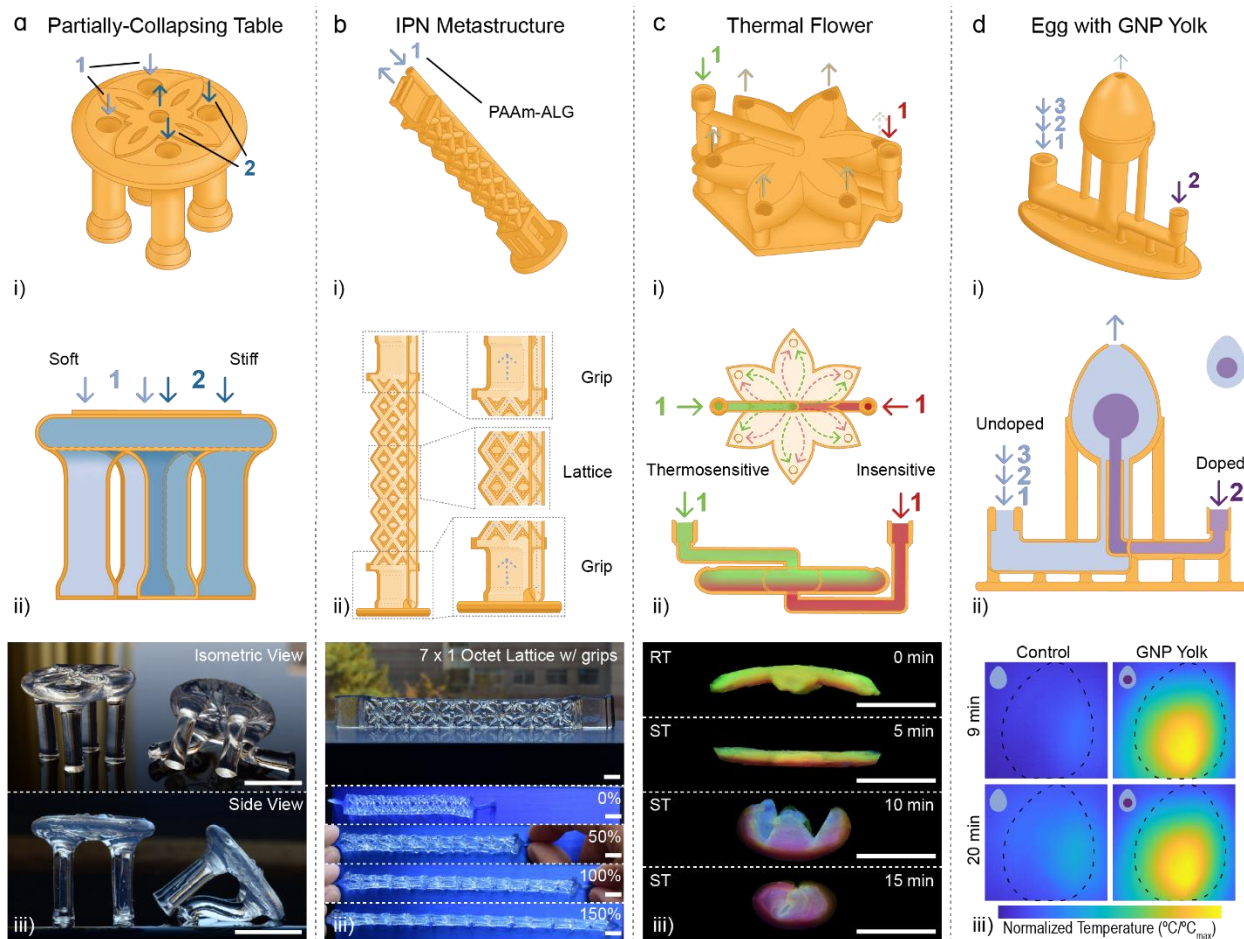 a Partially-Collapsing Table
1
2
i)
Soft
Stiff
1
2
ii)
Isometric View
Side View
iii)
b IPN Metastructure
1
PAAm-ALG
i)
Grip
Lattice
Grip
ii)
7 x 1 Octet Lattice w/ grips
0%
50%
100%
150%
iii)
c Thermal Flower
1
1
i)
1
1
Thermosensitive
Insensitive
1
1
ii)
RT
0 min
ST
5 min
ST
10 min
ST
15 min
iii)
d Egg with GNP Yolk
3
2
1
2
i)
Undoped
3
2
1
Doped
2
ii)
Control
GNP Yolk
9 min
20 min
iii)
Normalized Temperature (ºC/ºCmax)